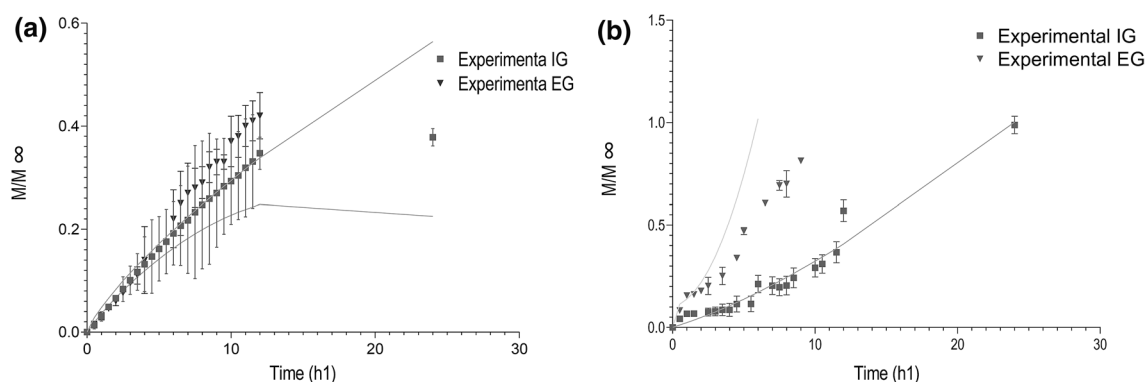 (a)
0.6
0.4
0.2
0.0
M/M ∞
0
10
20
30
Time (h1)
Experimenta IG
Experimenta EG
(b)
1.5
1.0
0.5
0.0
M/M ∞
0
10
20
30
Time (h1)
Experimental IG
Experimental EG